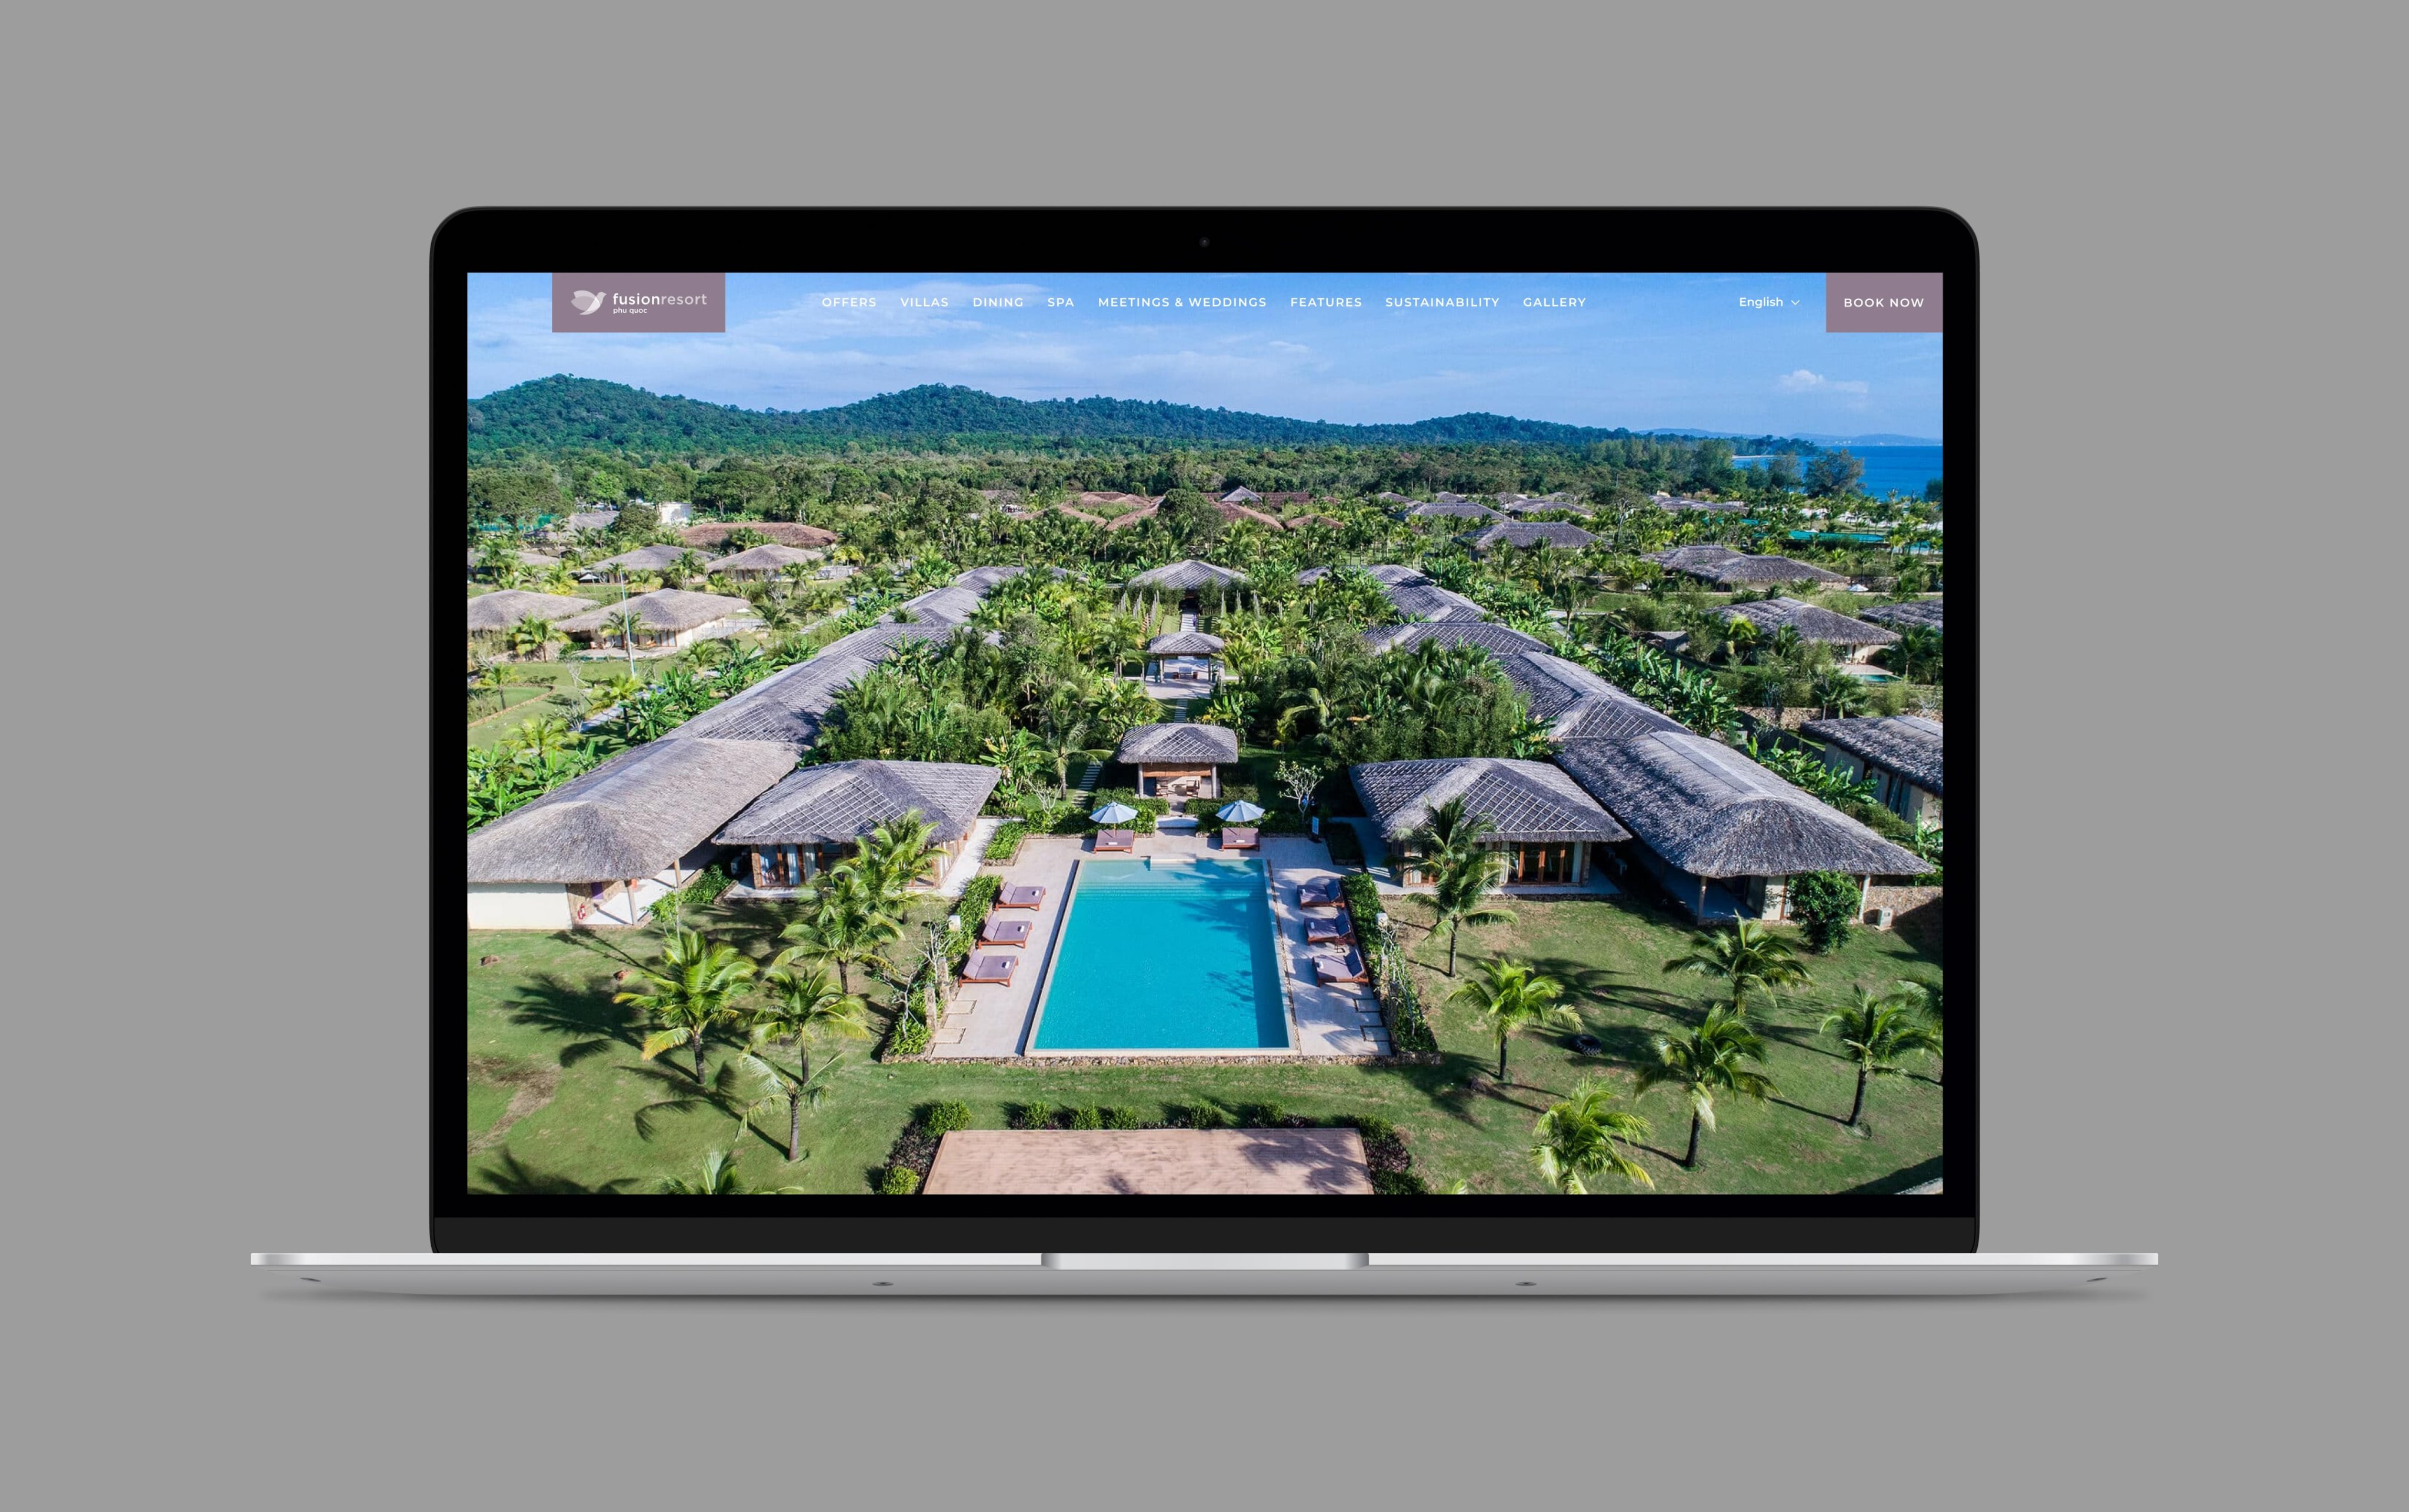 fusionresort
phu quoc
OFFERS VILLAS DINING SPA MEETINGS & WEDDINGS FEATURES SUSTAINABILITY GALLERY
English
BOOK NOW